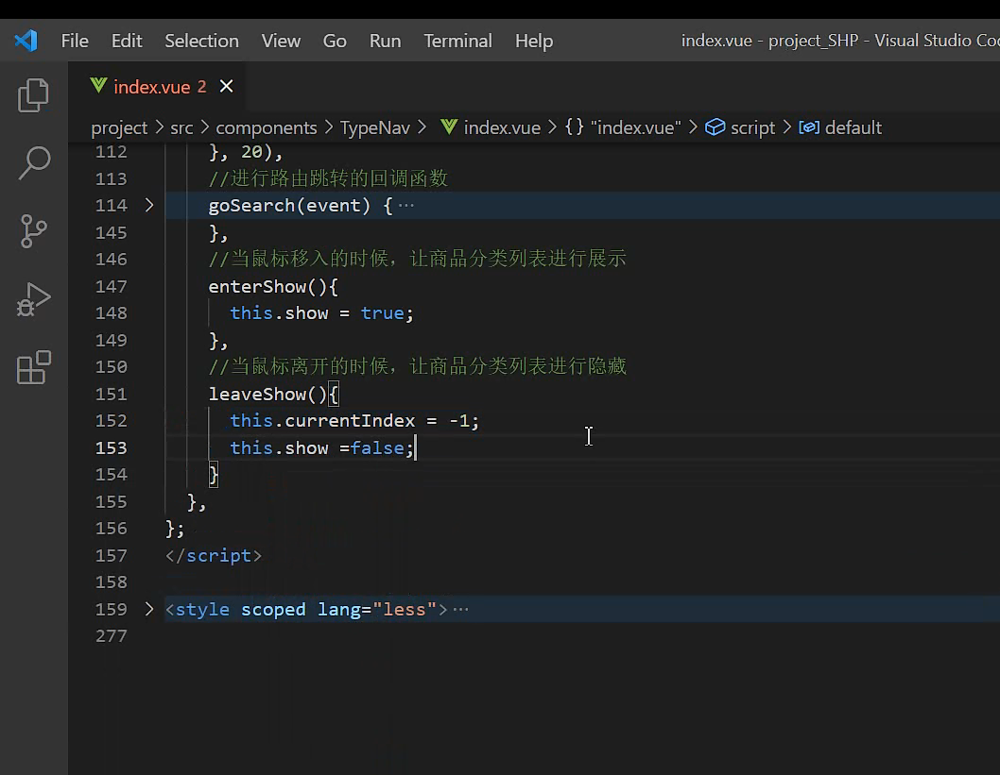 File Edit Selection View Go Run Terminal Help index.vue - project_SHP - Visual Studio Co
index.vue 2
project > src > components > TypeNav > index.vue > {} "index.vue" > script > default
112 }, 20),
113 //进行路由跳转的回调函数
114 goSearch(event) {···
145 },
146 //当鼠标移入的时候，让商品分类列表进行展示
147 enterShow(){
148 this.show = true;
149 },
150 //当鼠标离开的时候，让商品分类列表进行隐藏
151 leaveShow(){
152 this.currentIndex = -1;
153 this.show =false;
154 }
155 },
156 };
157 </script>
158
159 <style scoped lang="less">···
277